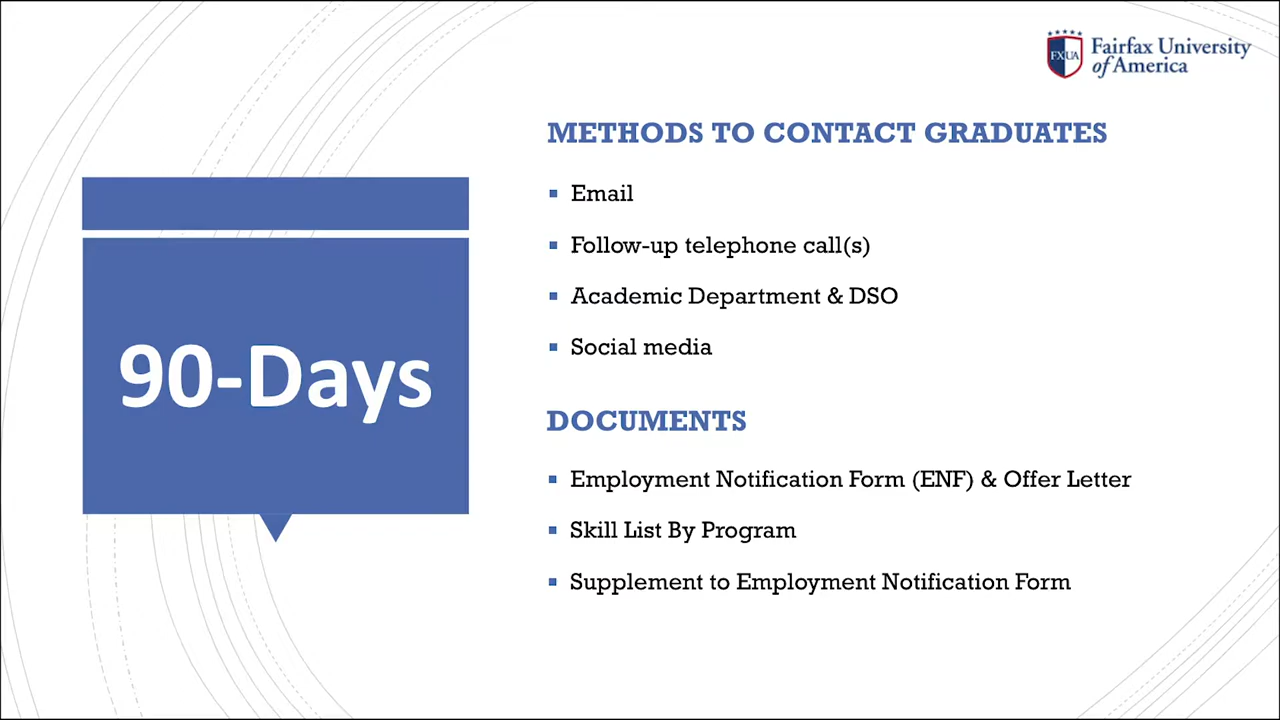 FXUA
Fairfax University
of America
METHODS TO CONTACT GRADUATES
Email
Follow-up telephone call(s)
Academic Department & DSO
Social media
90-Days
DOCUMENTS
Employment Notification Form (ENF) & Offer Letter
Skill List By Program
Supplement to Employment Notification Form